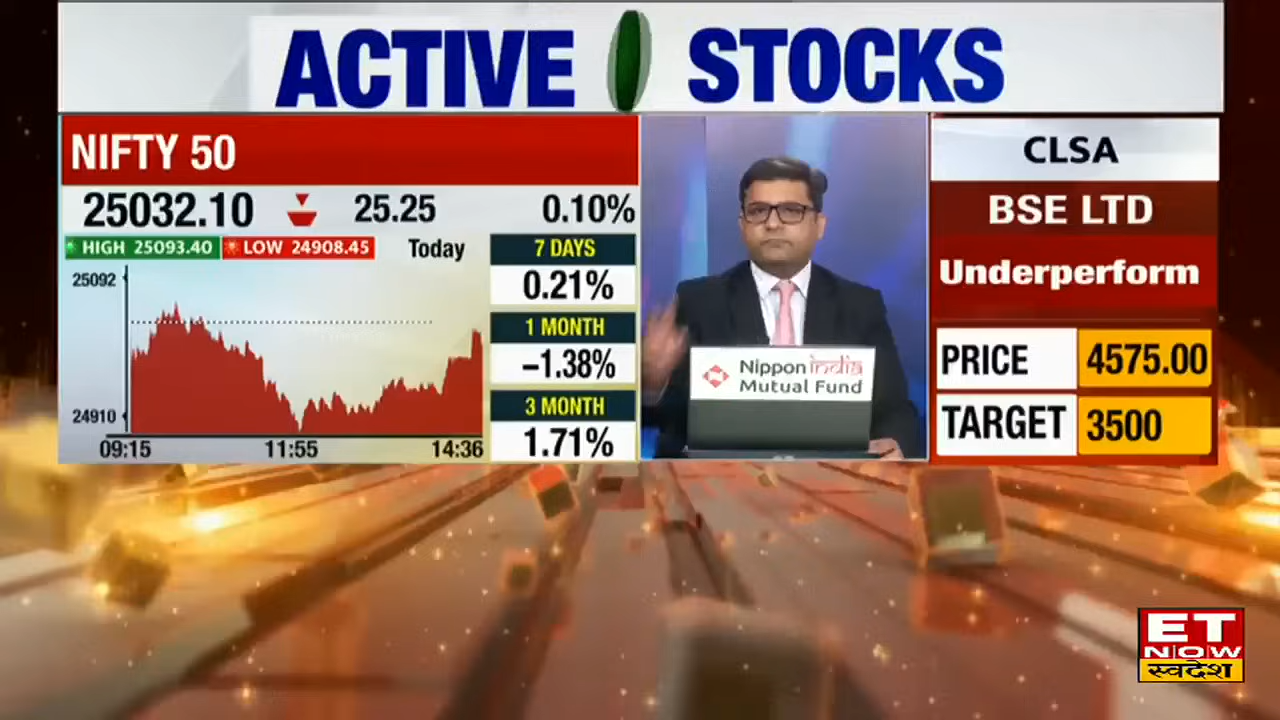 ACTIVE STOCKS
NIFTY 50
25032.10 25.25 0.10%
HIGH 25093.40 LOW 24908.45 Today
25092
24910
09:15 11:55 14:36
7 DAYS
0.21%
1 MONTH
-1.38%
3 MONTH
1.71%
Nippon india
Mutual Fund
CLSA
BSE LTD
Underperform
PRICE 4575.00
TARGET 3500
ET
NOW
स्वदेश